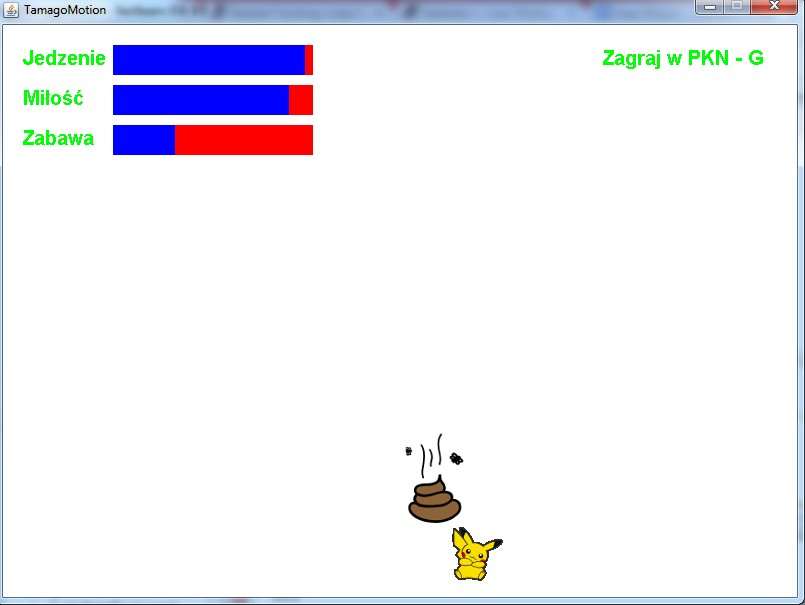 TamagoMotion
Jedzenie
Zagraj w PKN - G
Miłość
Zabawa